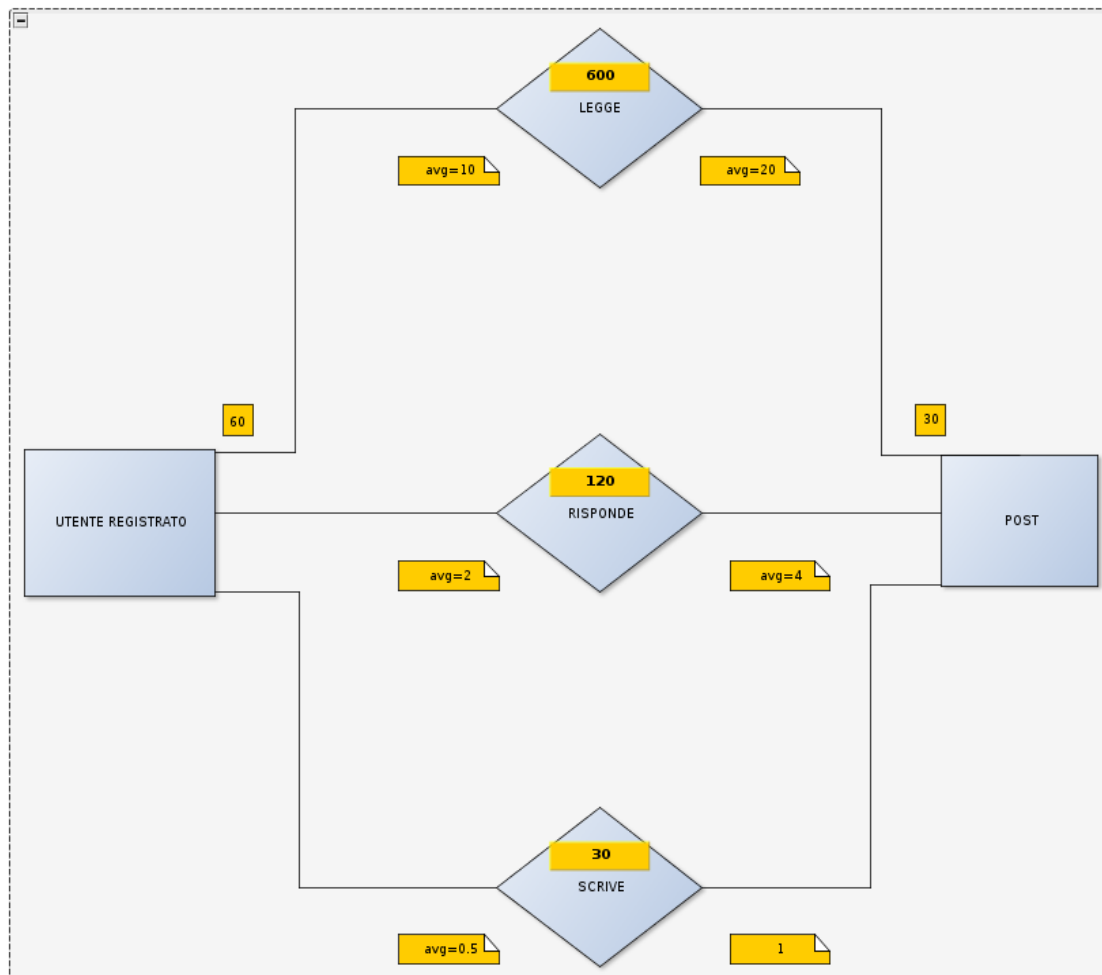 600
LEGGE
avg=10
avg=20
60
30
120
RISPONDE
UTENTE REGISTRATO
POST
avg=2
avg=4
30
SCRIVE
avg=0.5
1